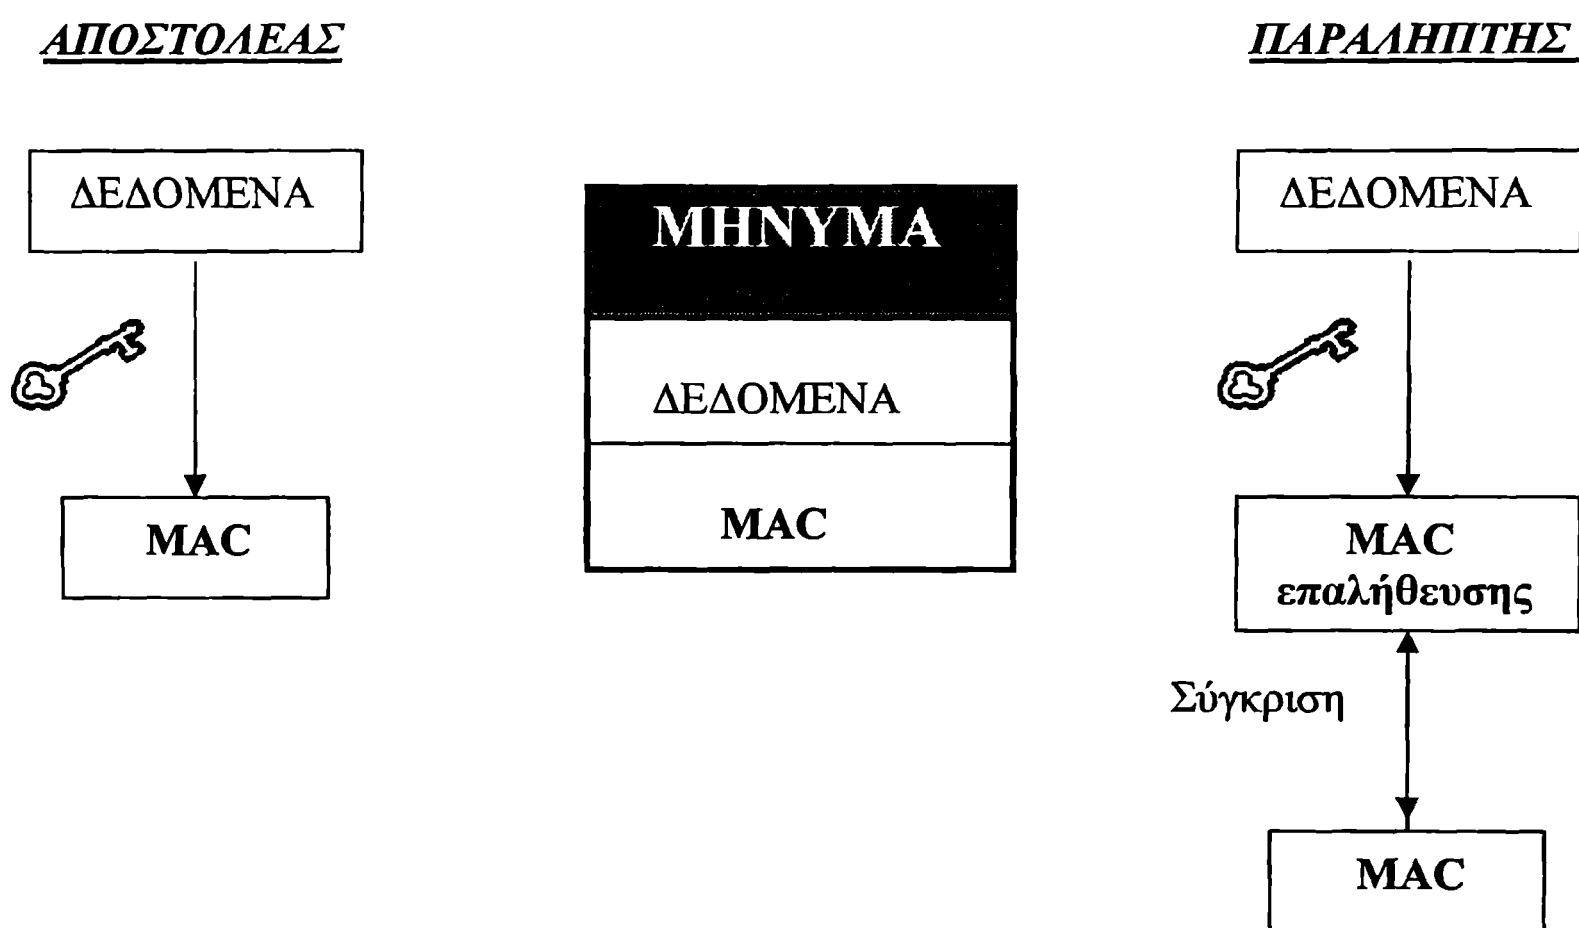 ΑΠΟΣΤΟΛΕΑΣ
ΔΕΔΟΜΕΝΑ
MAC
ΜΗΝΥΜΑ
ΔΕΔΟΜΕΝΑ
MAC
ΠΑΡΑΛΗΠΤΗΣ
ΔΕΔΟΜΕΝΑ
MAC
επαλήθευσης
Σύγκριση
MAC